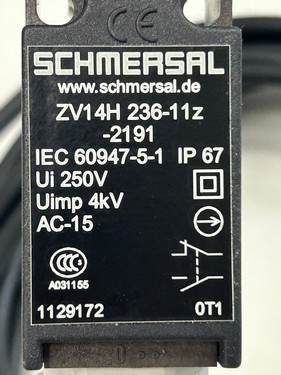 SCHMERSAL
www.schmersal.de
ZV14H 236-11z
-2191
IEC 60947-5-1 IP 67
Ui 250V
Uimp 4kV
AC-15
CCC
A031155
1129172 0T1